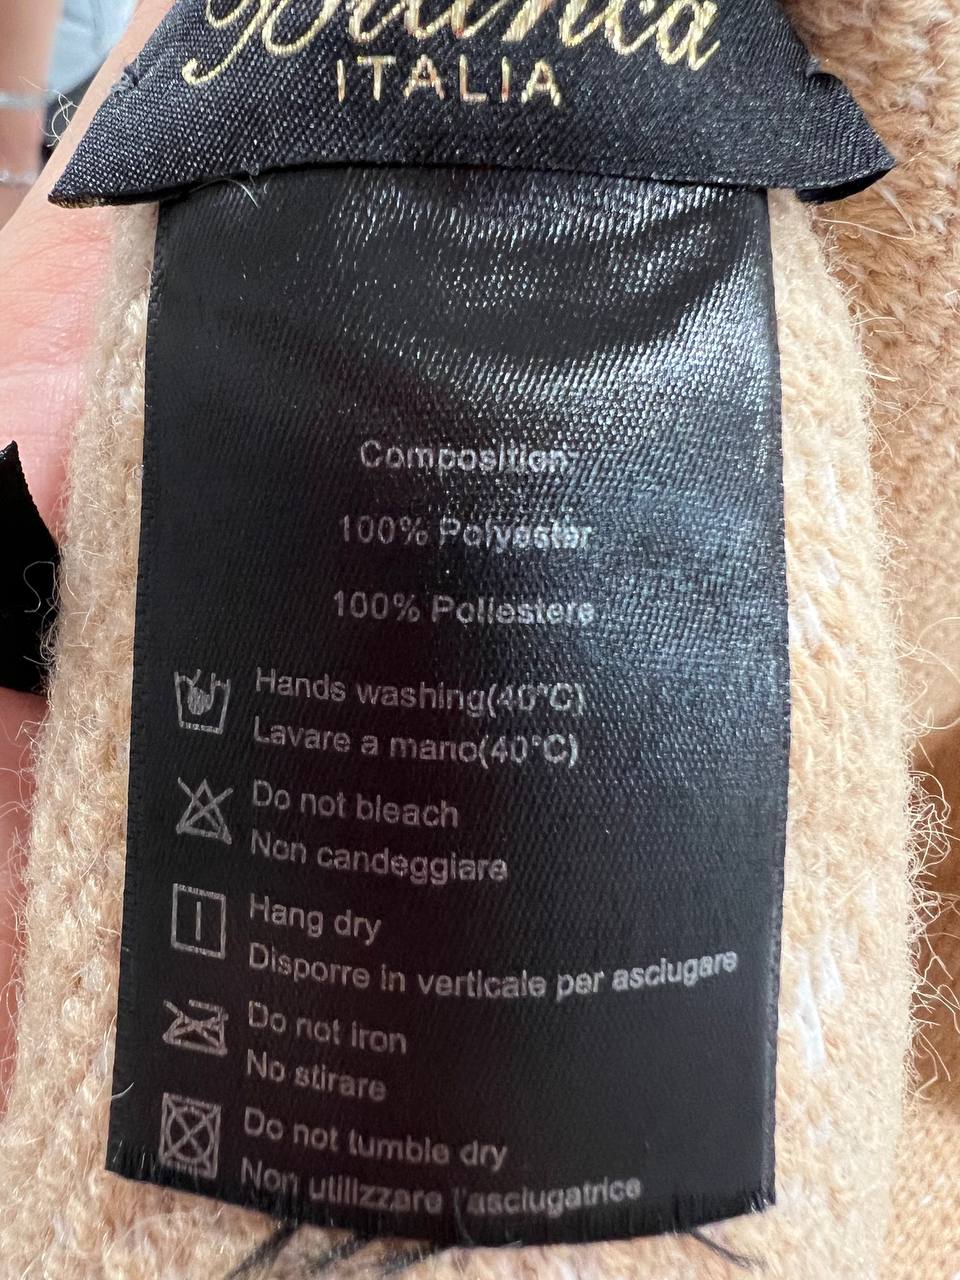 ITALIA
Composition:
100% Polyester
100% Poliestere
Hands washing(40°C)
Lavare a mano(40°C)
Do not bleach
Non candeggiare
Hang dry
Disporre in verticale per asciugare
Do not iron
No stirare
Do not tumble dry
Non utilizzare l'asciugatrice